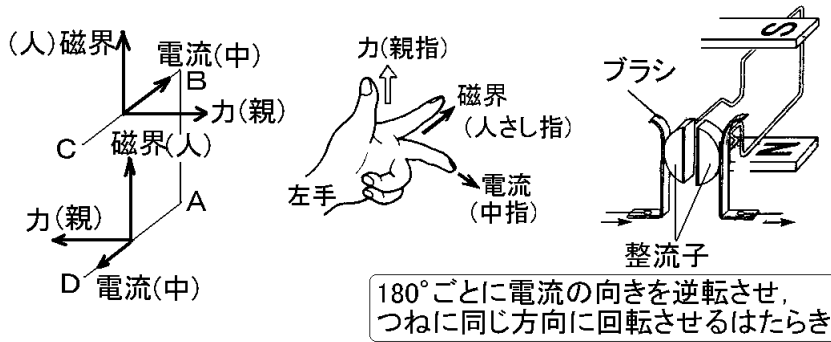 (人)磁界
電流(中)
B
力(親)
C
磁界(人)
A
力(親)
D
電流(中)
力(親指)
磁界
(人さし指)
左手
電流
(中指)
S
ブラシ
N
整流子
180°ごとに電流の向きを逆転させ,
つねに同じ方向に回転させるはたらき